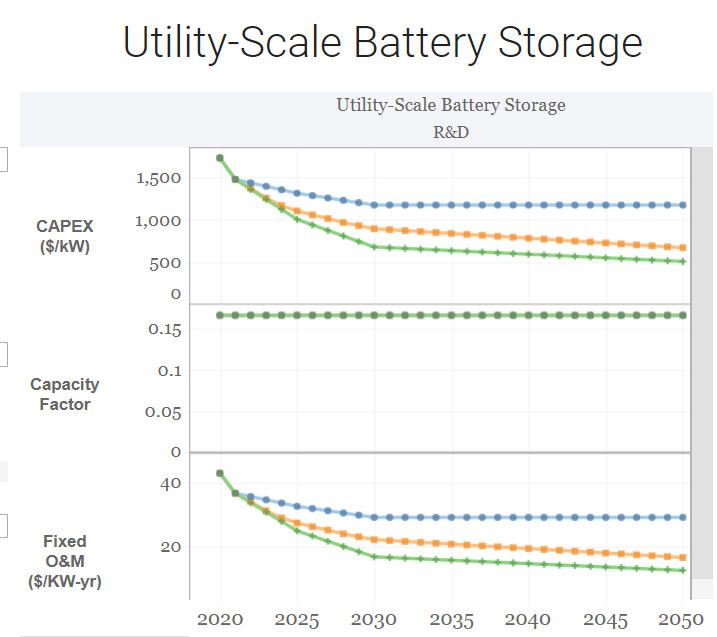 Utility-Scale Battery Storage
Utility-Scale Battery Storage
R&D
CAPEX
($/kW)
1,500
1,000
500
0
Capacity
Factor
0.15
0.1
0.05
0
Fixed
O&M
($/KW-yr)
40
20
2020 2025 2030 2035 2040 2045 2050